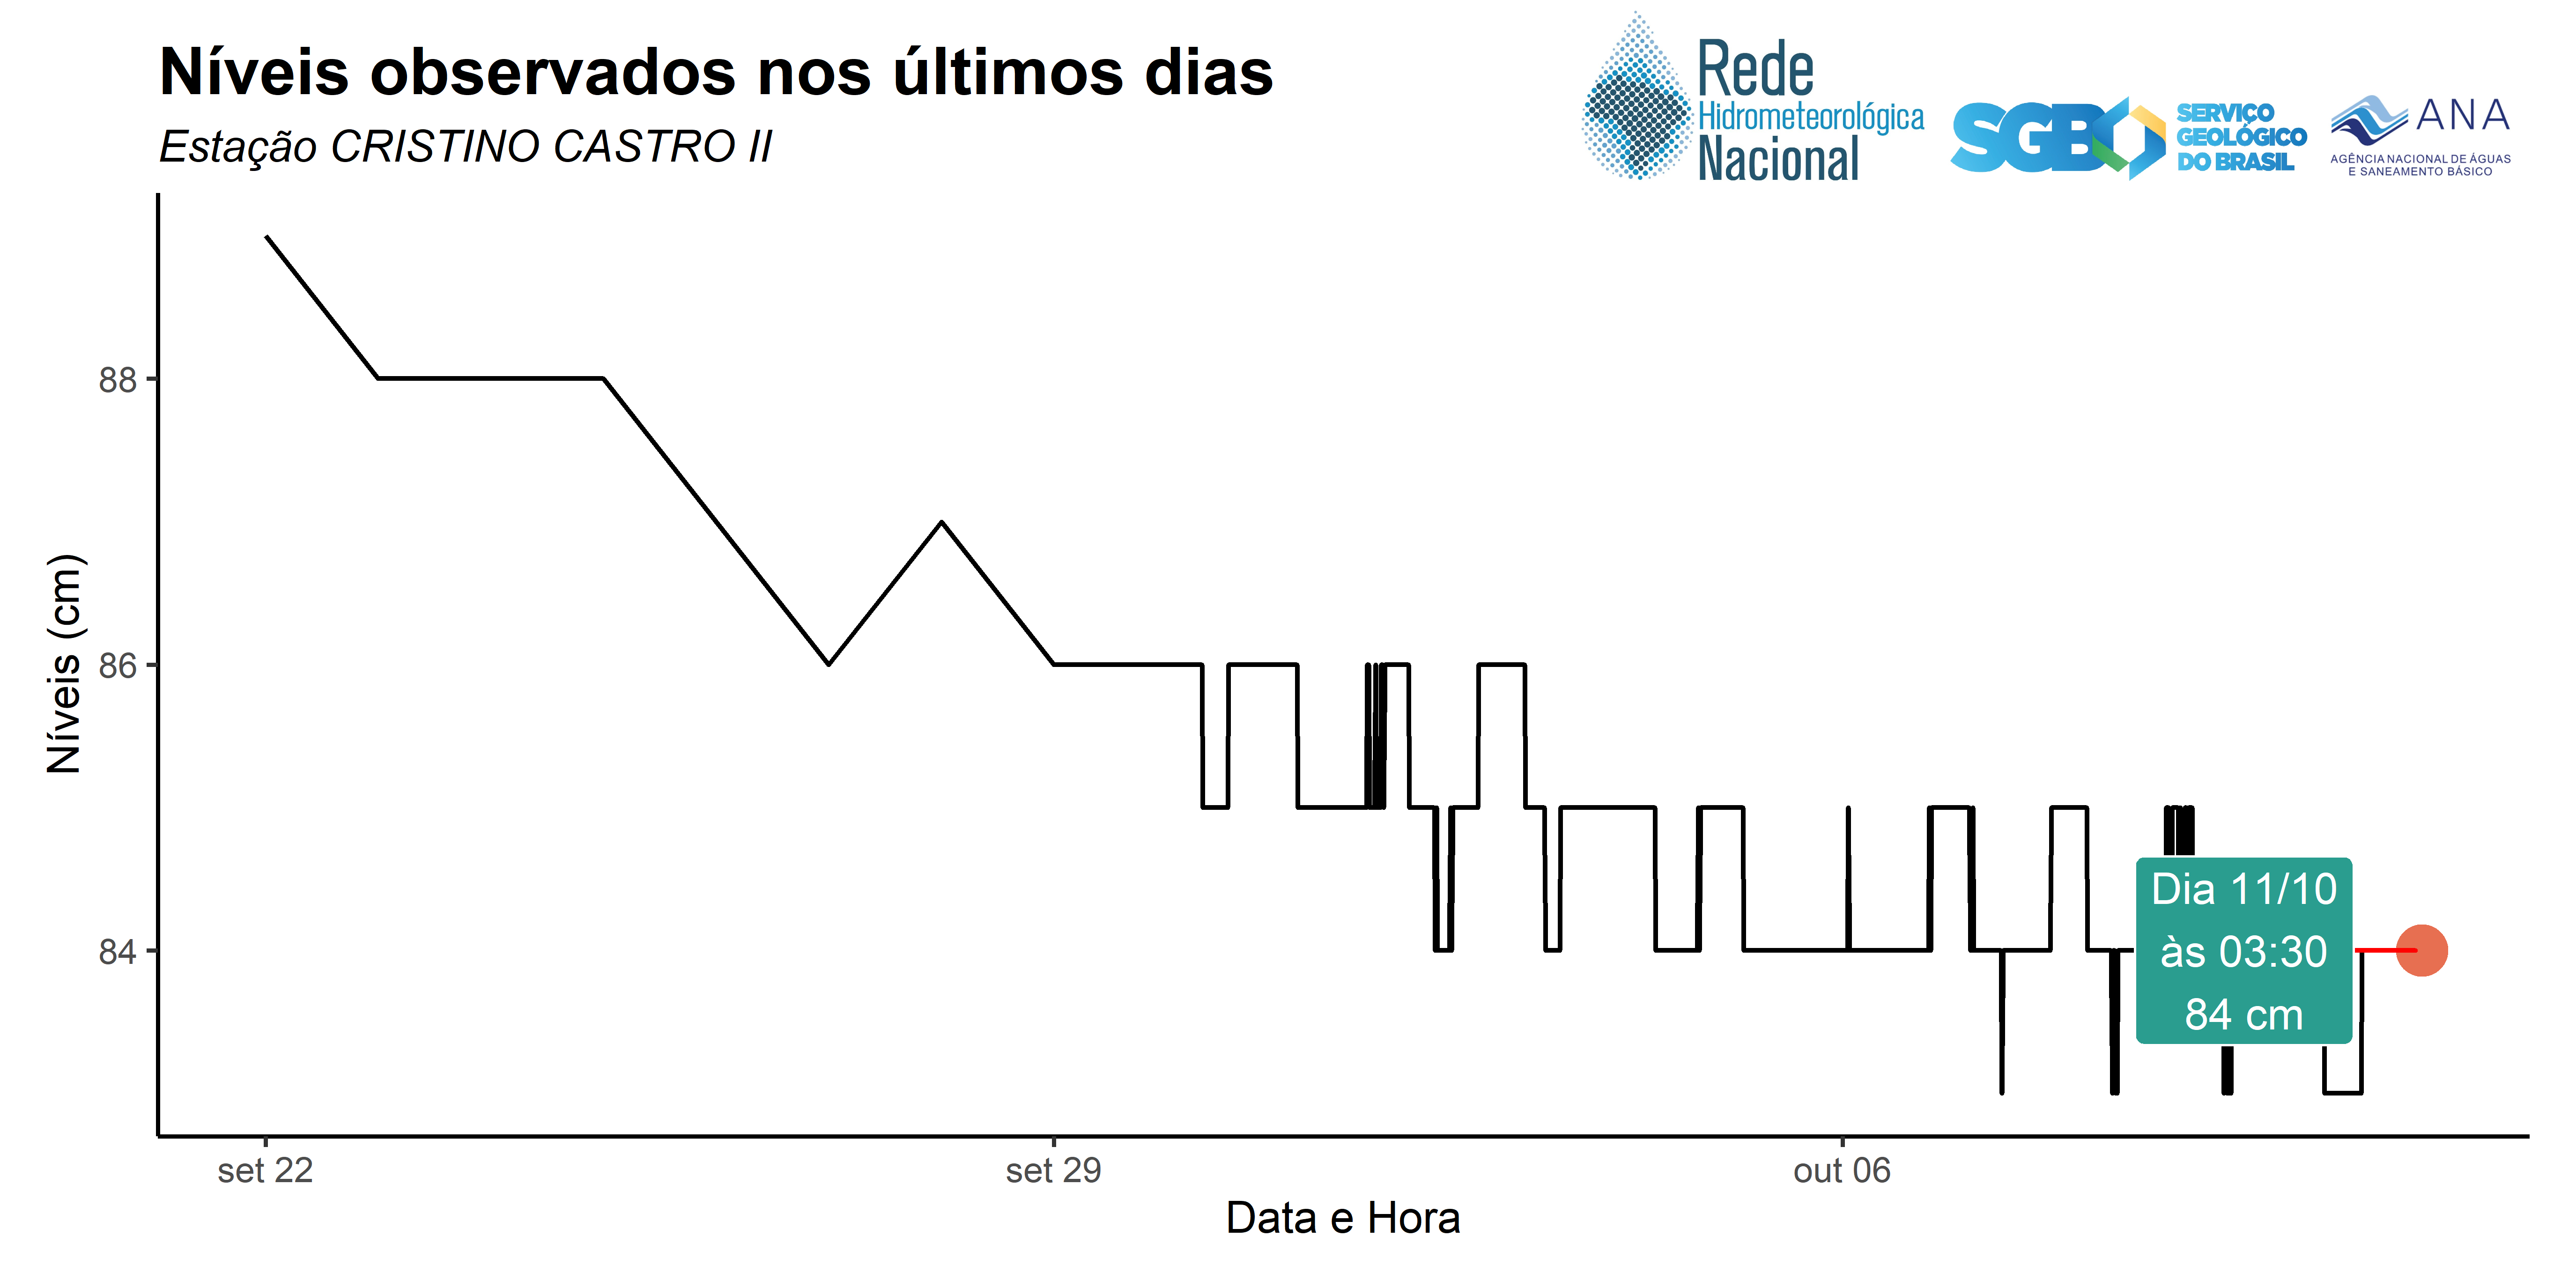 Níveis observados nos últimos dias
Estação CRISTINO CASTRO II
Rede
Hidrometeorológica
Nacional
SGB
SERVIÇO
GEOLÓGICO
DO BRASIL
ANA
AGÊNCIA NACIONAL DE ÁGUAS
E SANEAMENTO BÁSICO
Níveis (cm)
88
86
84
Dia 11/10
às 03:30
84 cm
set 22
set 29
out 06
Data e Hora